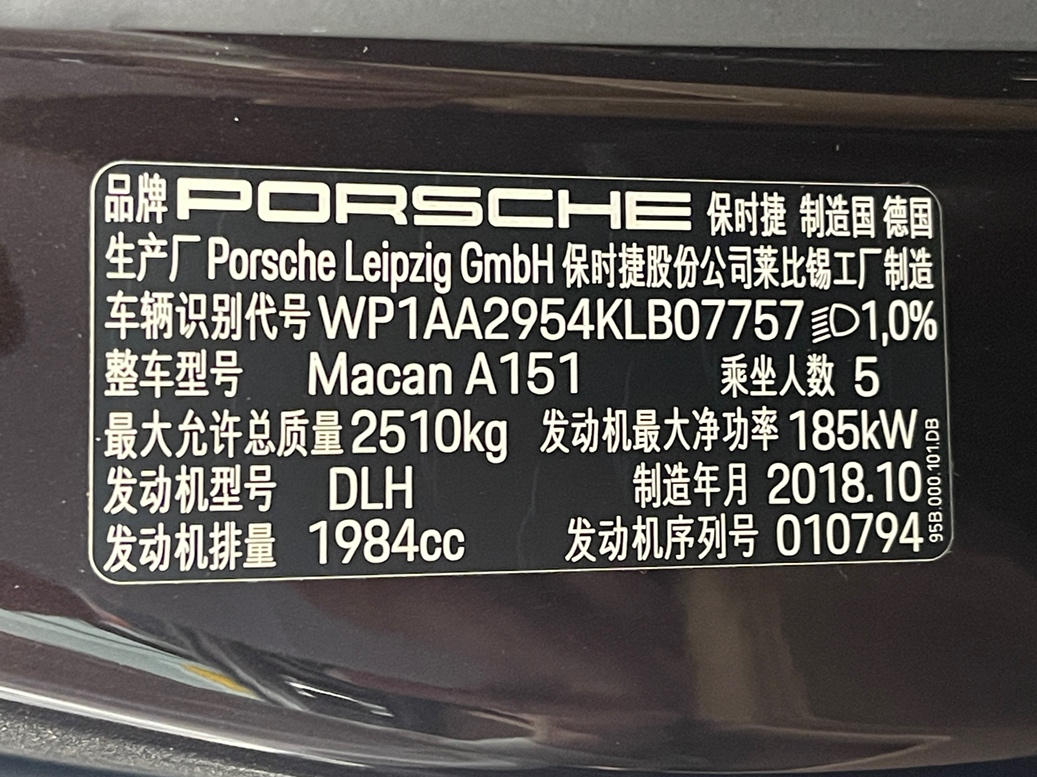 品牌 PORSCHE 保时捷 制造国 德国
生产厂 Porsche Leipzig GmbH 保时捷股份公司莱比锡工厂制造
车辆识别代号 WP1AA2954KLB07757 1,0%
整车型号 Macan A151 乘坐人数 5
最大允许总质量 2510kg 发动机最大净功率 185kW
发动机型号 DLH 制造年月 2018.10
发动机排量 1984cc 发动机序列号 010794
95B.000.101.DB